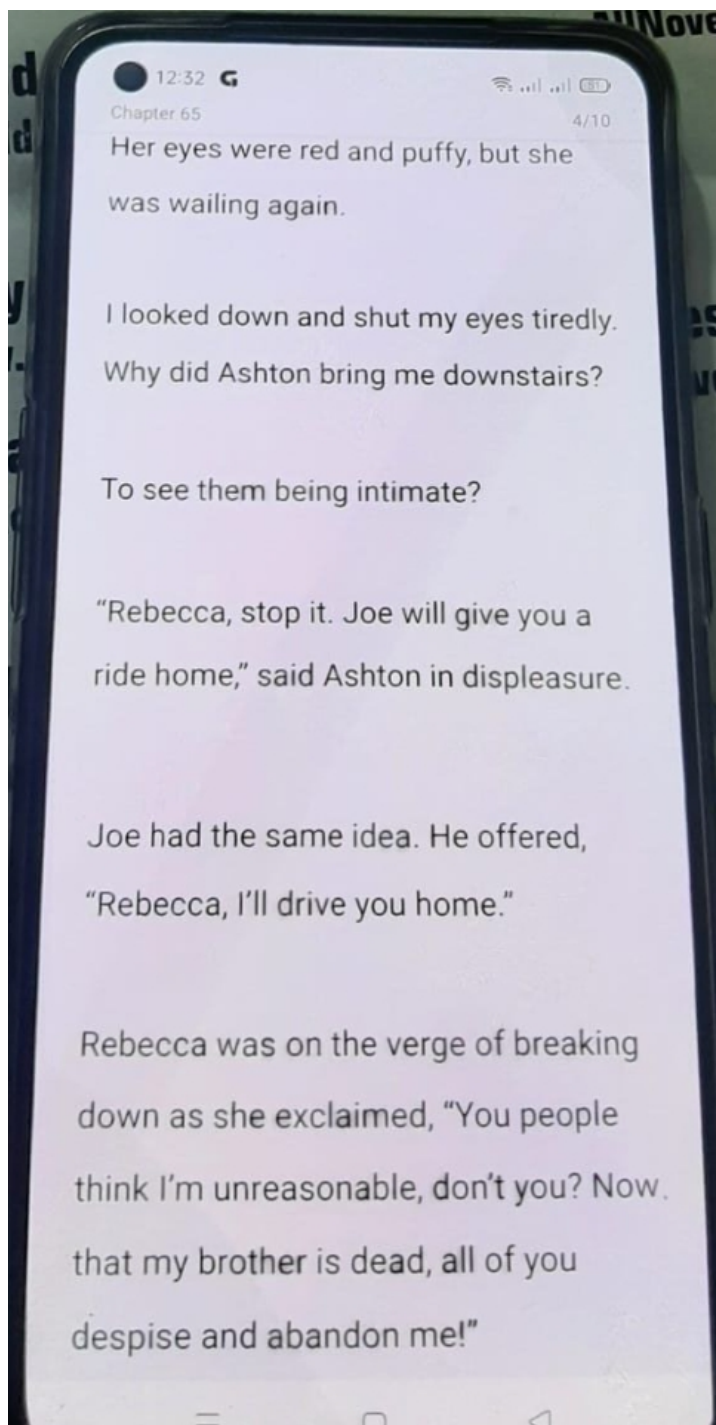 12:32 G
51
Chapter 65
4/10
Her eyes were red and puffy, but she
was wailing again.
I looked down and shut my eyes tiredly.
Why did Ashton bring me downstairs?
To see them being intimate?
“Rebecca, stop it. Joe will give you a
ride home,” said Ashton in displeasure.
Joe had the same idea. He offered,
“Rebecca, I’ll drive you home.”
Rebecca was on the verge of breaking
down as she exclaimed, “You people
think I’m unreasonable, don’t you? Now
that my brother is dead, all of you
despise and abandon me!”